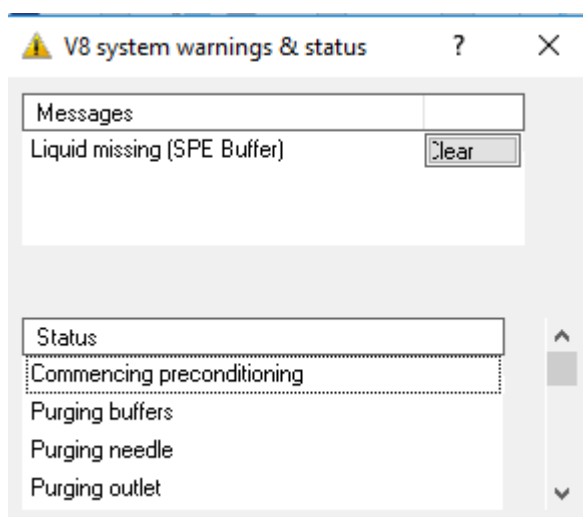 V8 system warnings & status ?
Messages
Liquid missing (SPE Buffer) Clear
Status
Commencing preconditioning
Purging buffers
Purging needle
Purging outlet